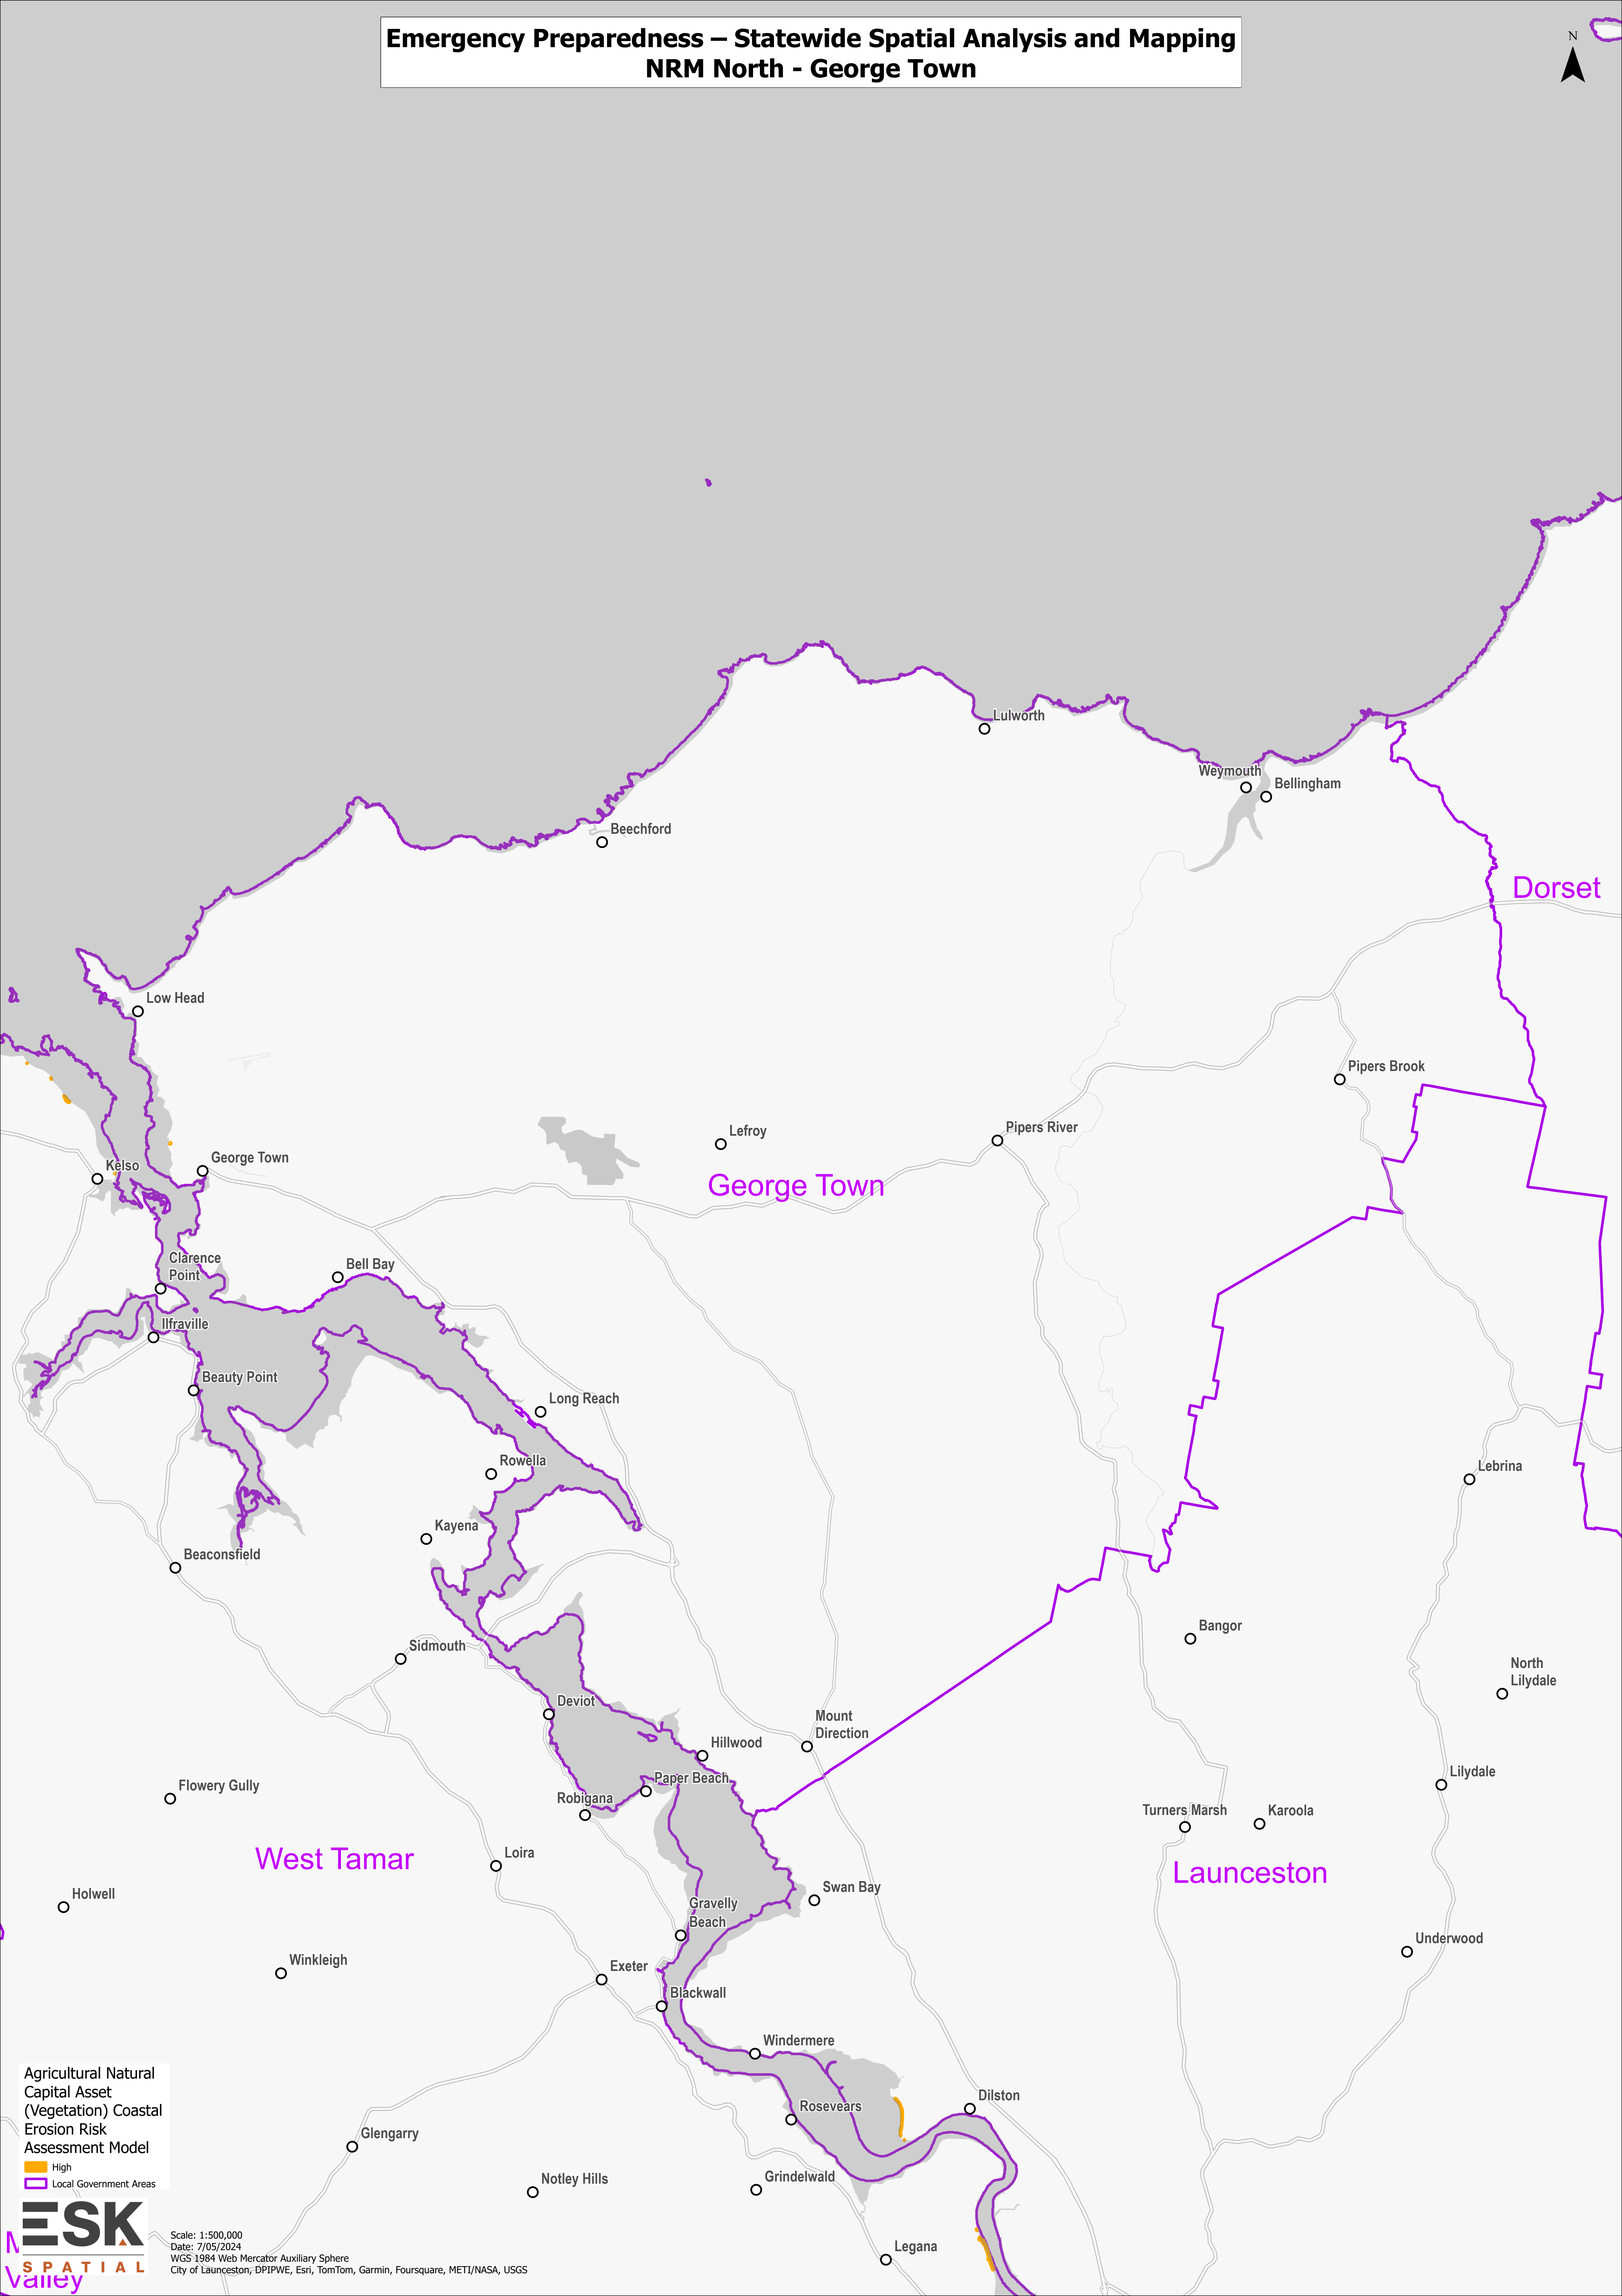 Emergency Preparedness – Statewide Spatial Analysis and Mapping
NRM North - George Town
N
Lulworth
Weymouth
Bellingham
Beechford
Dorset
Low Head
Pipers Brook
Lefroy
Pipers River
George Town
Kelso
George Town
Clarence
Point
Bell Bay
Ilfraville
Beauty Point
Long Reach
Rowella
Lebrina
Kayena
Beaconsfield
Bangor
Sidmouth
North
Lilydale
Deviot
Mount
Direction
Hillwood
Paper Beach
Lilydale
Flowery Gully
Robigana
Turners Marsh
Karoola
West Tamar
Loira
Launceston
Holwell
Swan Bay
Gravelly
Beach
Underwood
Winkleigh
Exeter
Blackwall
Windermere
Dilston
Rosevears
Glengarry
Grindelwald
Notley Hills
Legana
Agricultural Natural
Capital Asset
(Vegetation) Coastal
Erosion Risk
Assessment Model
High
Local Government Areas
ESK
SPATIAL
Valley
Scale: 1:500,000
Date: 7/05/2024
WGS 1984 Web Mercator Auxiliary Sphere
City of Launceston, DPIPWE, Esri, TomTom, Garmin, Foursquare, METI/NASA, USGS